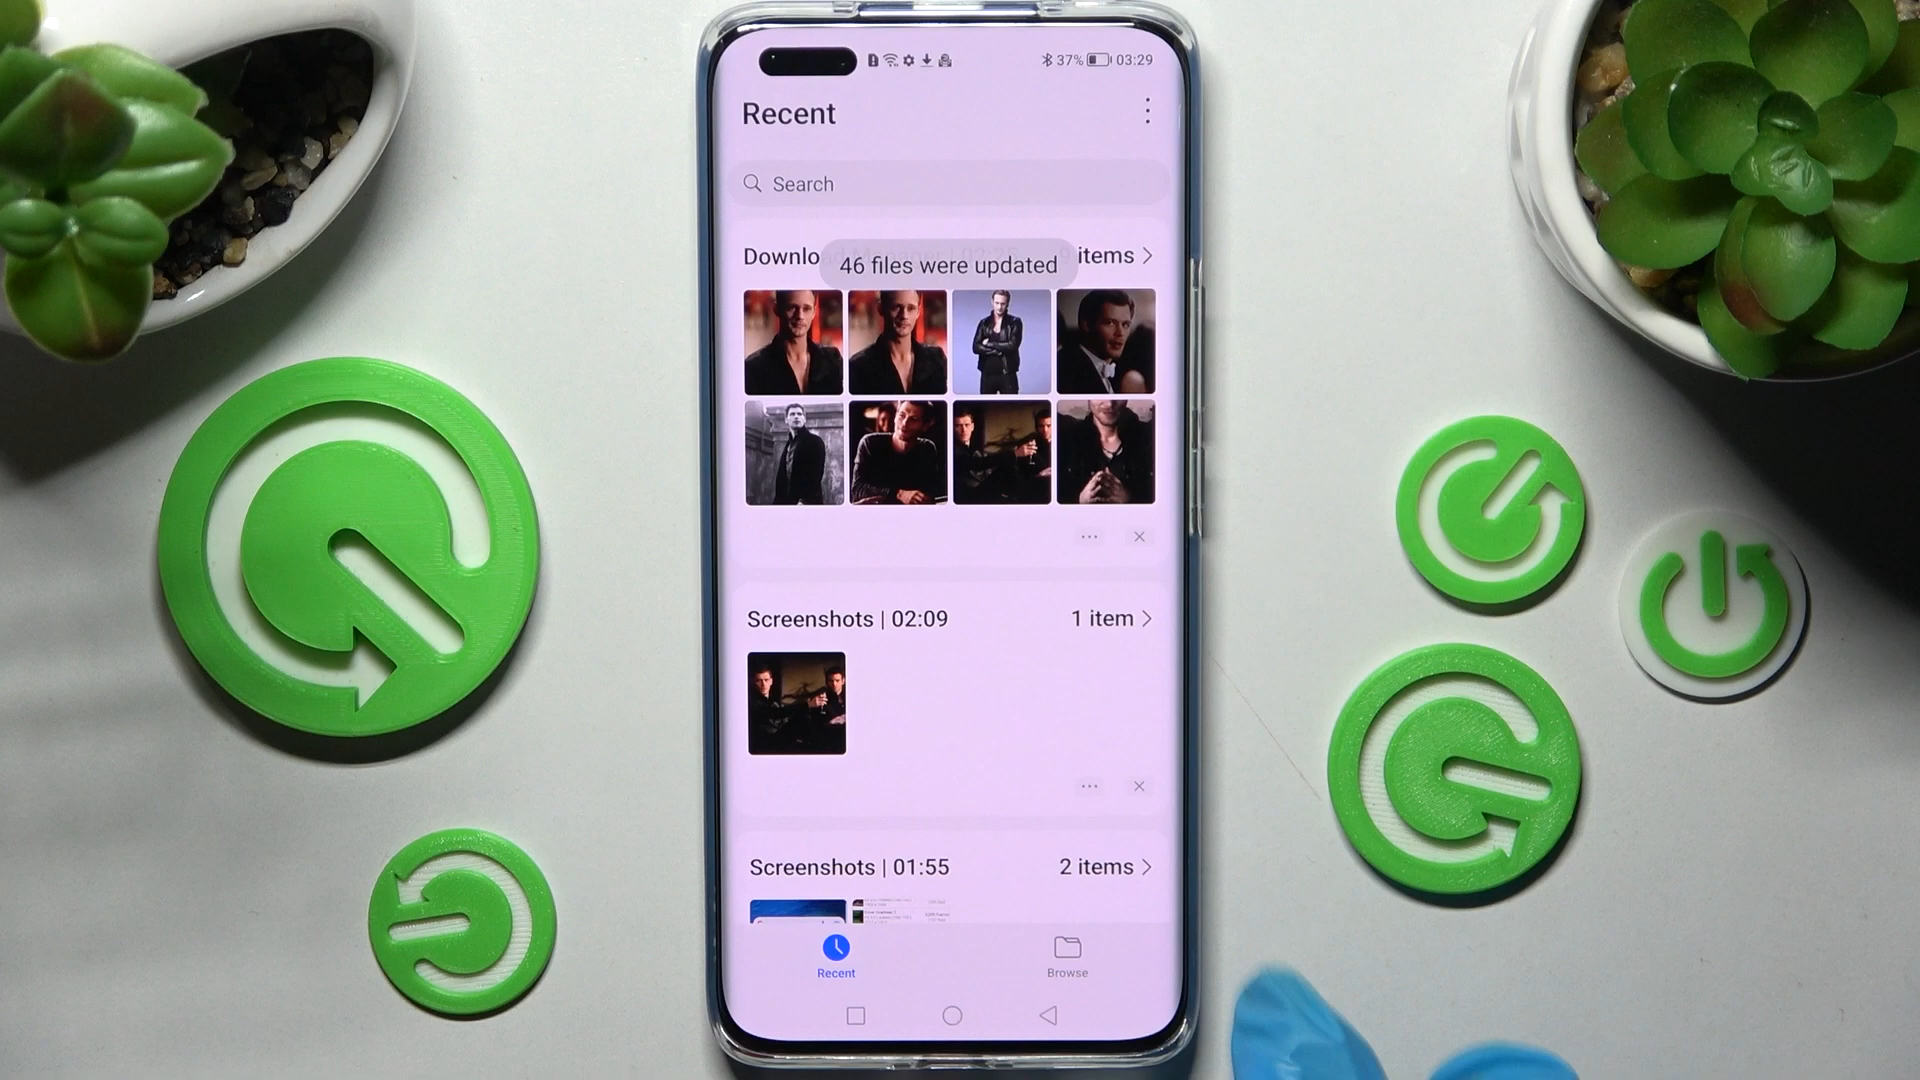 37% 03:29
Recent
Search
Downlo 9 items
46 files were updated
Screenshots | 02:09 1 item
Screenshots | 01:55 2 items
Recent Browse